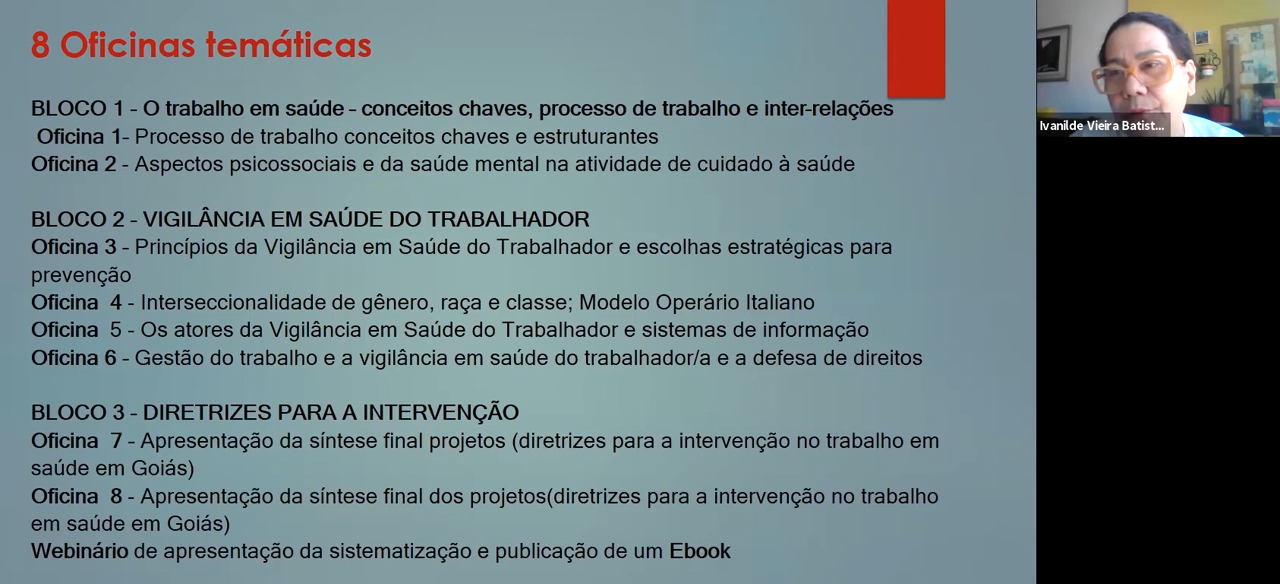 8 Oficinas temáticas
BLOCO 1 - O trabalho em saúde - conceitos chaves, processo de trabalho e inter-relações
Oficina 1- Processo de trabalho conceitos chaves e estruturantes
Oficina 2 - Aspectos psicossociais e da saúde mental na atividade de cuidado à saúde
BLOCO 2 - VIGILÂNCIA EM SAÚDE DO TRABALHADOR
Oficina 3 - Princípios da Vigilância em Saúde do Trabalhador e escolhas estratégicas para
prevenção
Oficina 4 - Interseccionalidade de gênero, raça e classe; Modelo Operário Italiano
Oficina 5 - Os atores da Vigilância em Saúde do Trabalhador e sistemas de informação
Oficina 6 - Gestão do trabalho e a vigilância em saúde do trabalhador/a e a defesa de direitos
BLOCO 3 - DIRETRIZES PARA A INTERVENÇÃO
Oficina 7 - Apresentação da síntese final projetos (diretrizes para a intervenção no trabalho em
saúde em Goiás)
Oficina 8 - Apresentação da síntese final dos projetos(diretrizes para a intervenção no trabalho
em saúde em Goiás)
Webinário de apresentação da sistematização e publicação de um Ebook
Ivanilde Vieira Batist...